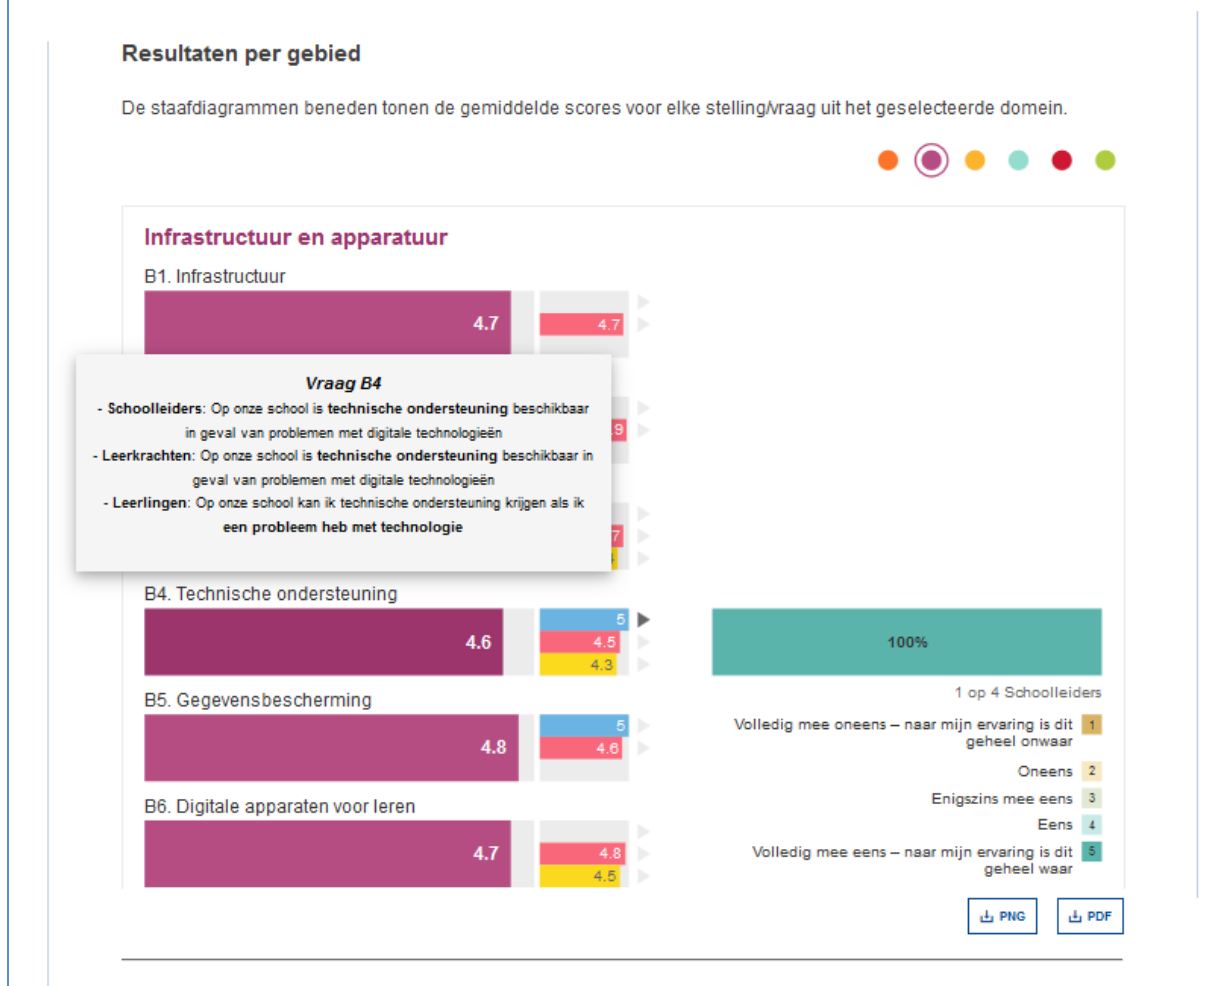 Resultaten per gebied
De staafdiagrammen beneden tonen de gemiddelde scores voor elke stelling/vraag uit het geselecteerde domein.
Infrastructuur en apparatuur
B1. Infrastructuur
4.7
4.7
Vraag B4
- Schoolleiders: Op onze school is technische ondersteuning beschikbaar
in geval van problemen met digitale technologieën
- Leerkrachten: Op onze school is technische ondersteuning beschikbaar in
geval van problemen met digitale technologieën
- Leerlingen: Op onze school kan ik technische ondersteuning krijgen als ik
een probleem heb met technologie
.9
7
B4. Technische ondersteuning
4.6
5
4.5
4.3
100%
1 op 4 Schoolleiders
B5. Gegevensbescherming
4.8
5
4.6
Volledig mee oneens – naar mijn ervaring is dit 1
geheel onwaar
Oneens 2
Enigszins mee eens 3
Eens 4
Volledig mee eens – naar mijn ervaring is dit 5
geheel waar
B6. Digitale apparaten voor leren
4.7
4.8
4.5
PNG
PDF